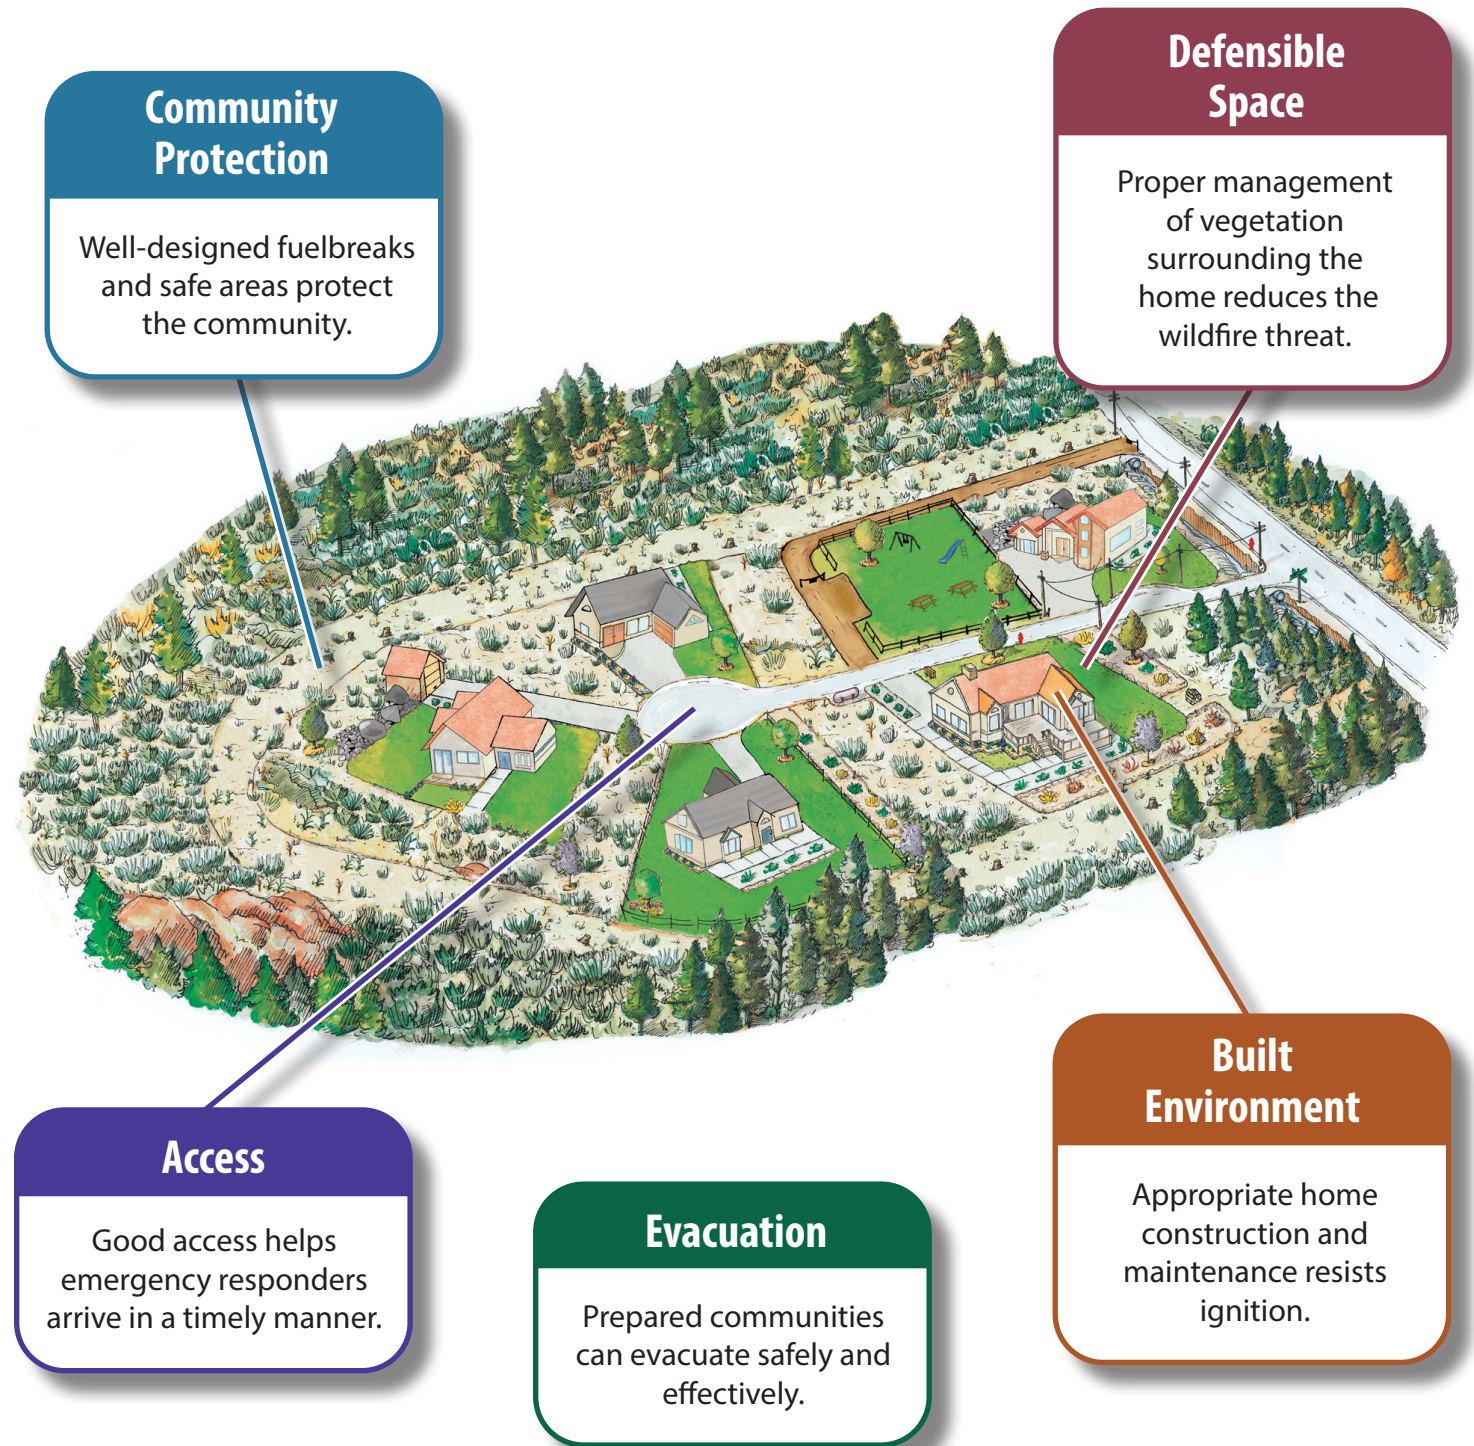 Community
Protection
Well-designed fuelbreaks
and safe areas protect
the community.
Defensible
Space
Proper management
of vegetation
surrounding the
home reduces the
wildfire threat.
Access
Good access helps
emergency responders
arrive in a timely manner.
Evacuation
Prepared communities
can evacuate safely and
effectively.
Built
Environment
Appropriate home
construction and
maintenance resists
ignition.